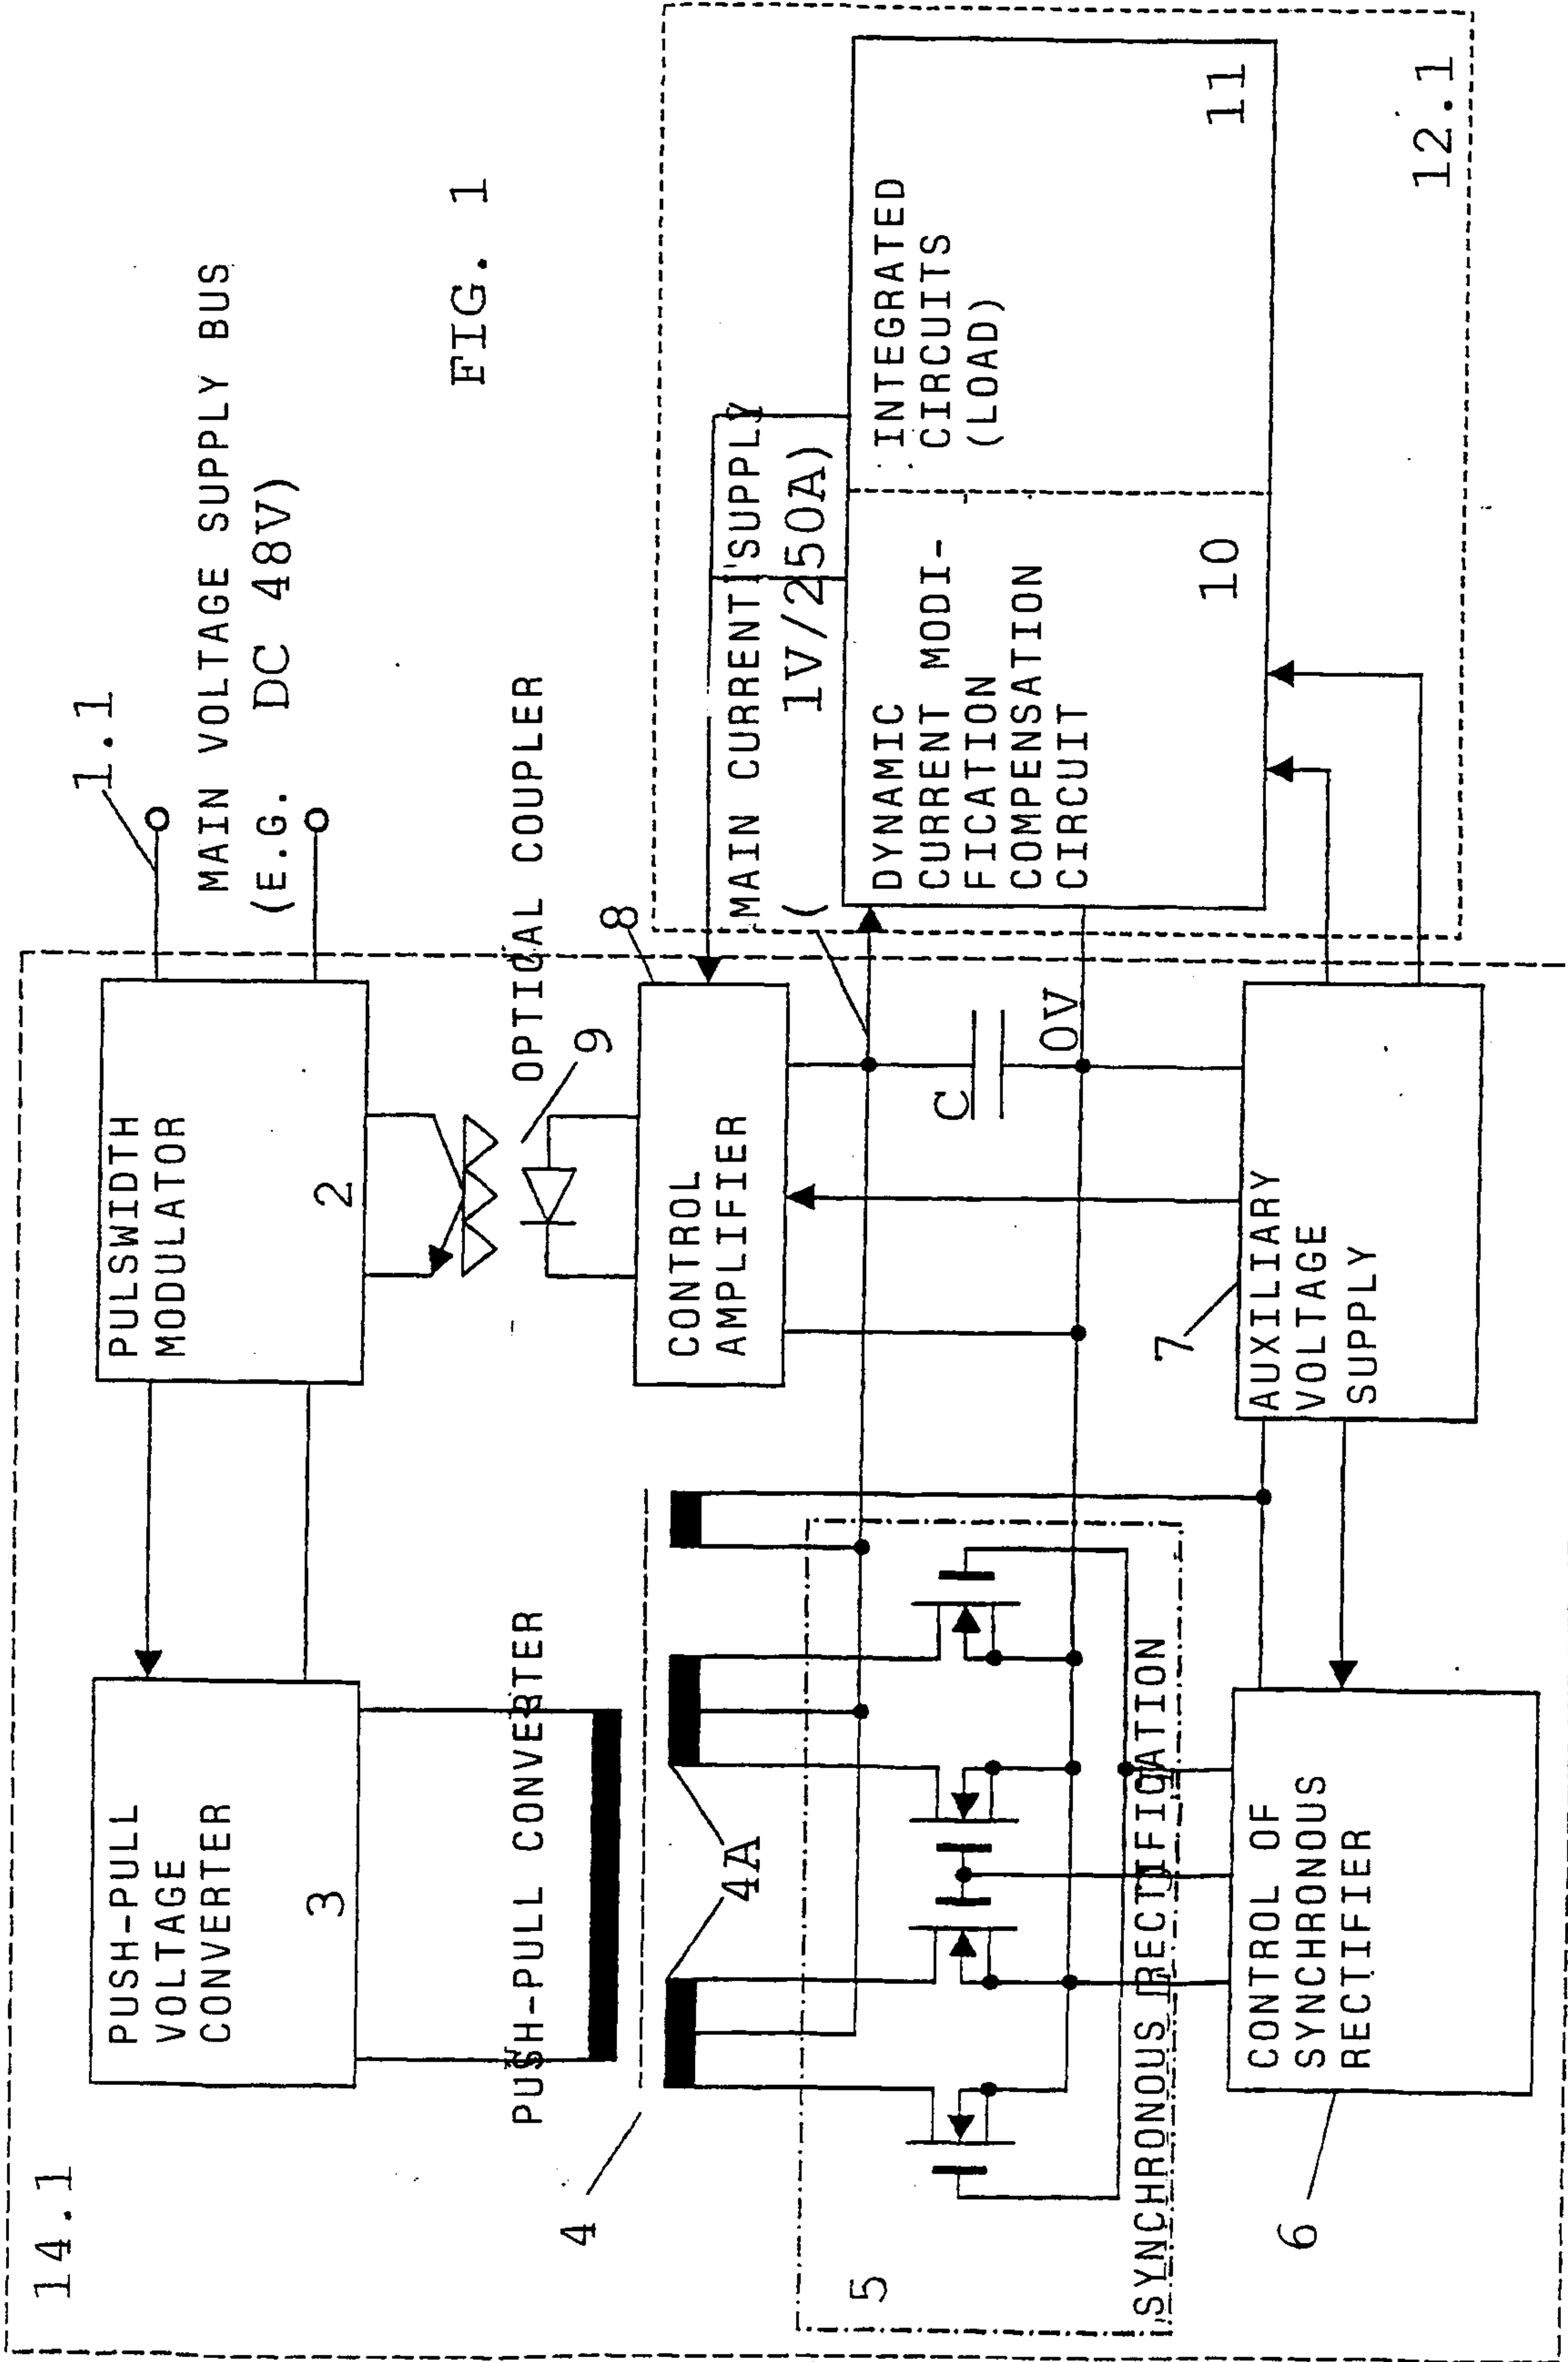 14.1
PUSH-PULL
VOLTAGE
CONVERTER
3
PULSWIDTH
MODULATOR
2
1.1
MAIN VOLTAGE SUPPLY BUS
(E.G. DC 48V)
FIG. 1
PUSH-PULL CONVERTER
OPTICAL COUPLER
9
4
4A
CONTROL
AMPLIFIER
8
MAIN CURRENT SUPPLY
( 1V/250A)
C
0V
5
SYNCHRONOUS RECTIFICATION
DYNAMIC
CURRENT MODI-
FICATION
COMPENSATION
CIRCUIT
10
INTEGRATED
CIRCUITS
(LOAD)
11
12.1
CONTROL OF
SYNCHRONOUS
RECTIFIER
6
AUXILIARY
VOLTAGE
SUPPLY
7